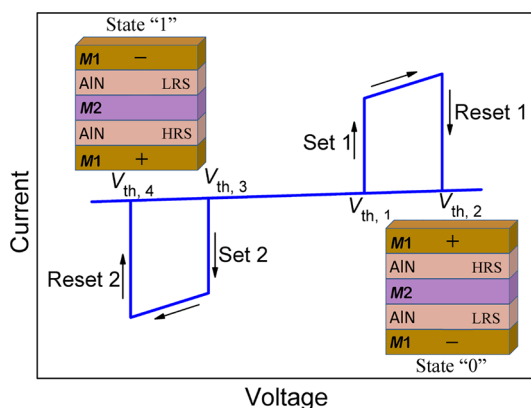 State “1”
M1 −
AlN LRS
M2
AlN HRS
M1 +
Vth, 4
Vth, 3
Set 1
Reset 1
Current
Vth, 1
Vth, 2
Reset 2
Set 2
M1 +
AlN HRS
M2
AlN LRS
M1 −
State “0”
Voltage